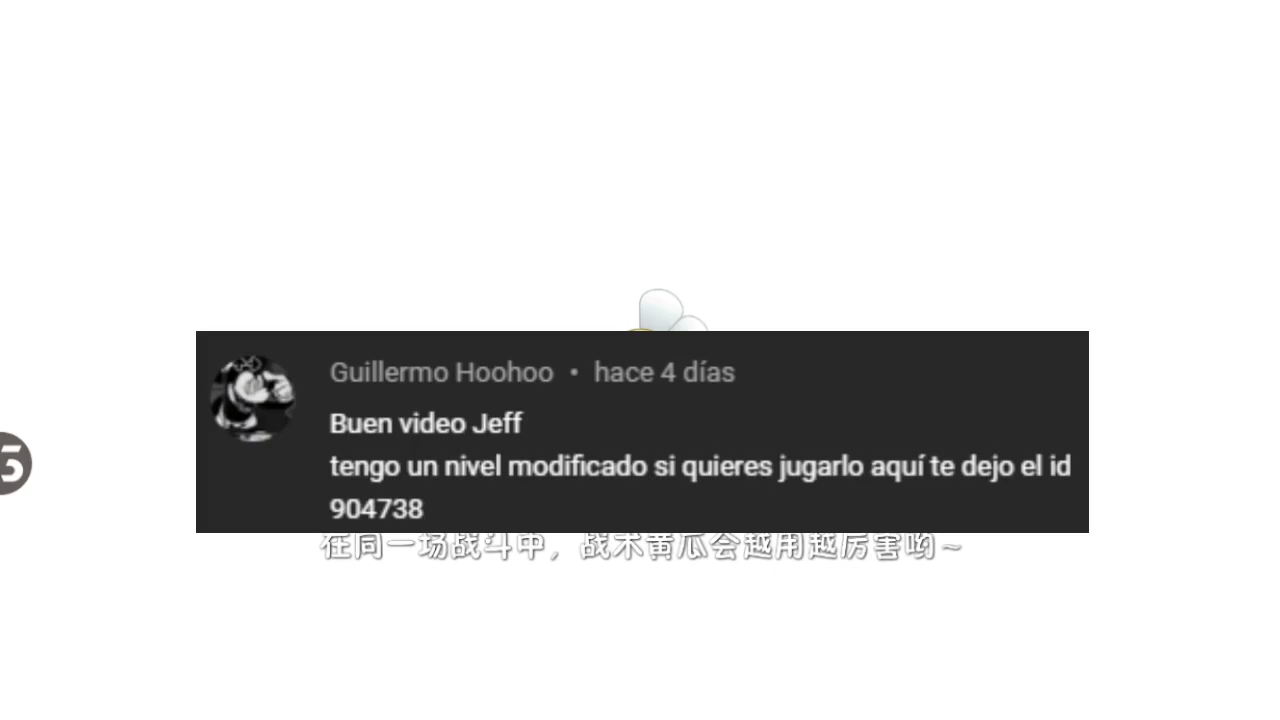 Guillermo Hoohoo • hace 4 días
Buen video Jeff
tengo un nivel modificado si quieres jugarlo aquí te dejo el id
904738
5
在同一场战斗中，战术黄瓜会越用越厉害哟～